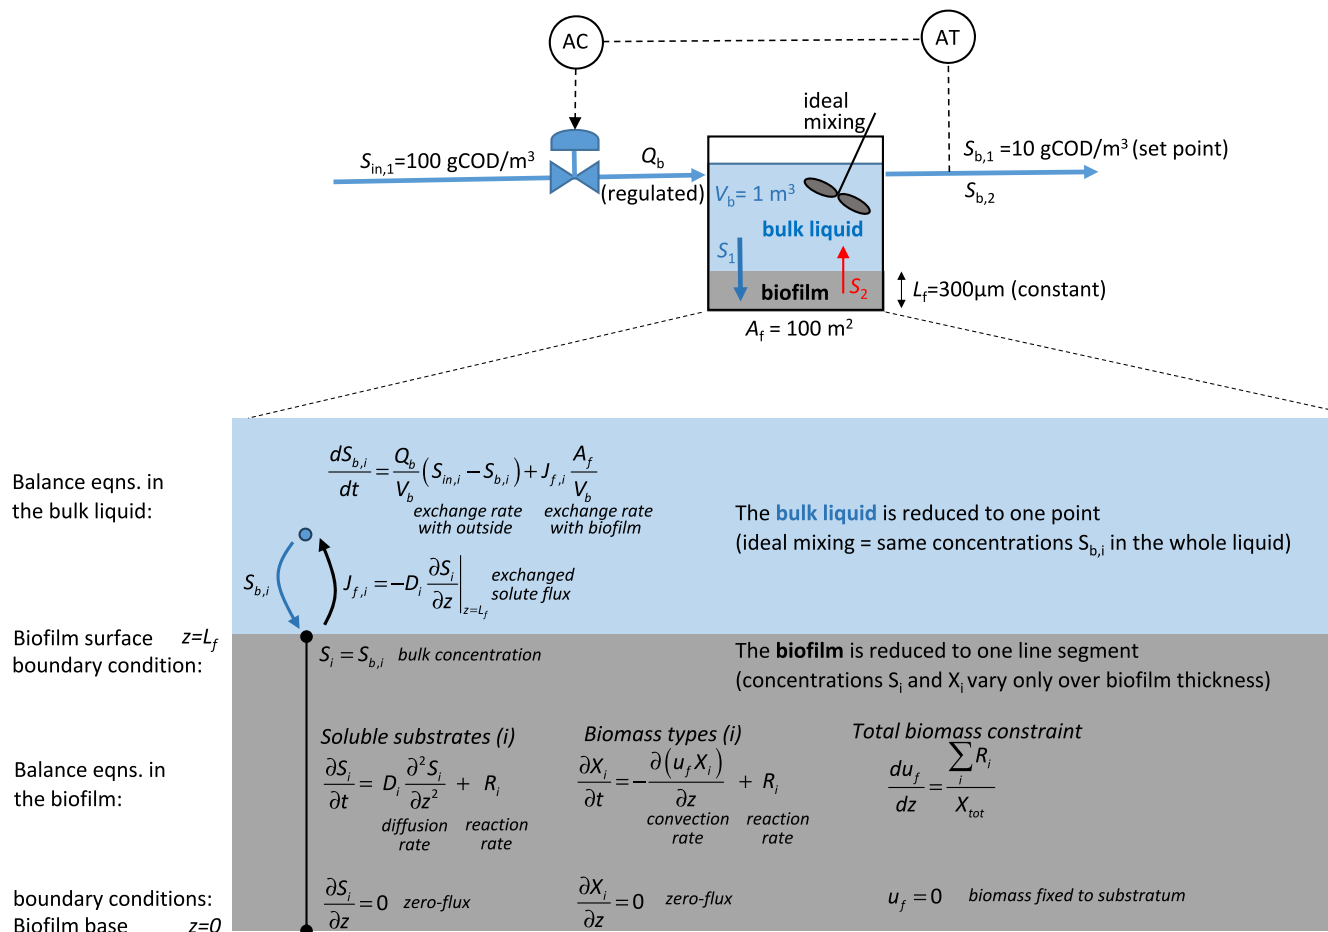 AC
AT
ideal
mixing
S_in,1=100 gCOD/m³
Q_b
(regulated)
S_b,1 =10 gCOD/m³ (set point)
S_b,2
V_b= 1 m³
bulk liquid
S_1
S_2
biofilm
L_f=300µm (constant)
A_f = 100 m²
Balance eqns. in
the bulk liquid:
dS_b,i/dt = Q_b/V_b (S_in,i − S_b,i) + J_f,i A_f/V_b
exchange rate with outside
exchange rate with biofilm
The bulk liquid is reduced to one point
(ideal mixing = same concentrations S_b,i in the whole liquid)
S_b,i
J_f,i = −D_i ∂S_i/∂z |z=L_f
exchanged
solute flux
Biofilm surface z=L_f
boundary condition:
S_i = S_b,i bulk concentration
The biofilm is reduced to one line segment
(concentrations S_i and X_i vary only over biofilm thickness)
Soluble substrates (i)
Biomass types (i)
Total biomass constraint
Balance eqns. in
the biofilm:
∂S_i/∂t = D_i ∂²S_i/∂z² + R_i
diffusion rate
reaction rate
∂X_i/∂t = −∂(u_f X_i)/∂z + R_i
convection rate
reaction rate
du_f/dz = ∑_i R_i / X_tot
boundary conditions:
Biofilm base z=0
∂S_i/∂z = 0 zero-flux
∂X_i/∂z = 0 zero-flux
u_f = 0 biomass fixed to substratum